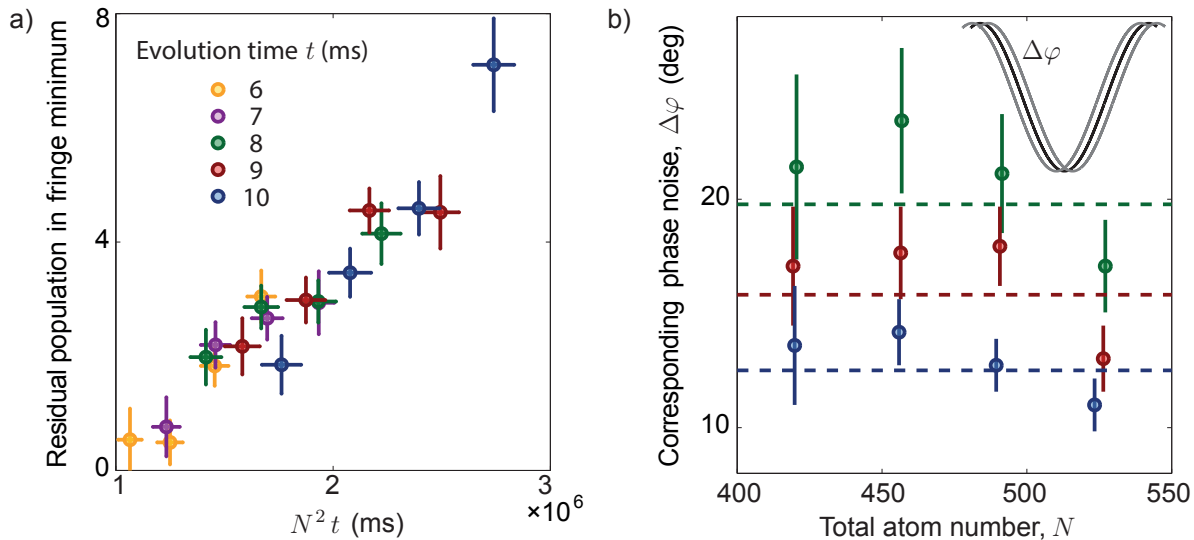 a)
Residual population in fringe minimum
8
4
0
Evolution time t (ms)
6
7
8
9
10
1
2
3
×10⁶
N² t (ms)
b)
Corresponding phase noise, Δφ (deg)
20
10
Δφ
400
450
500
550
Total atom number, N